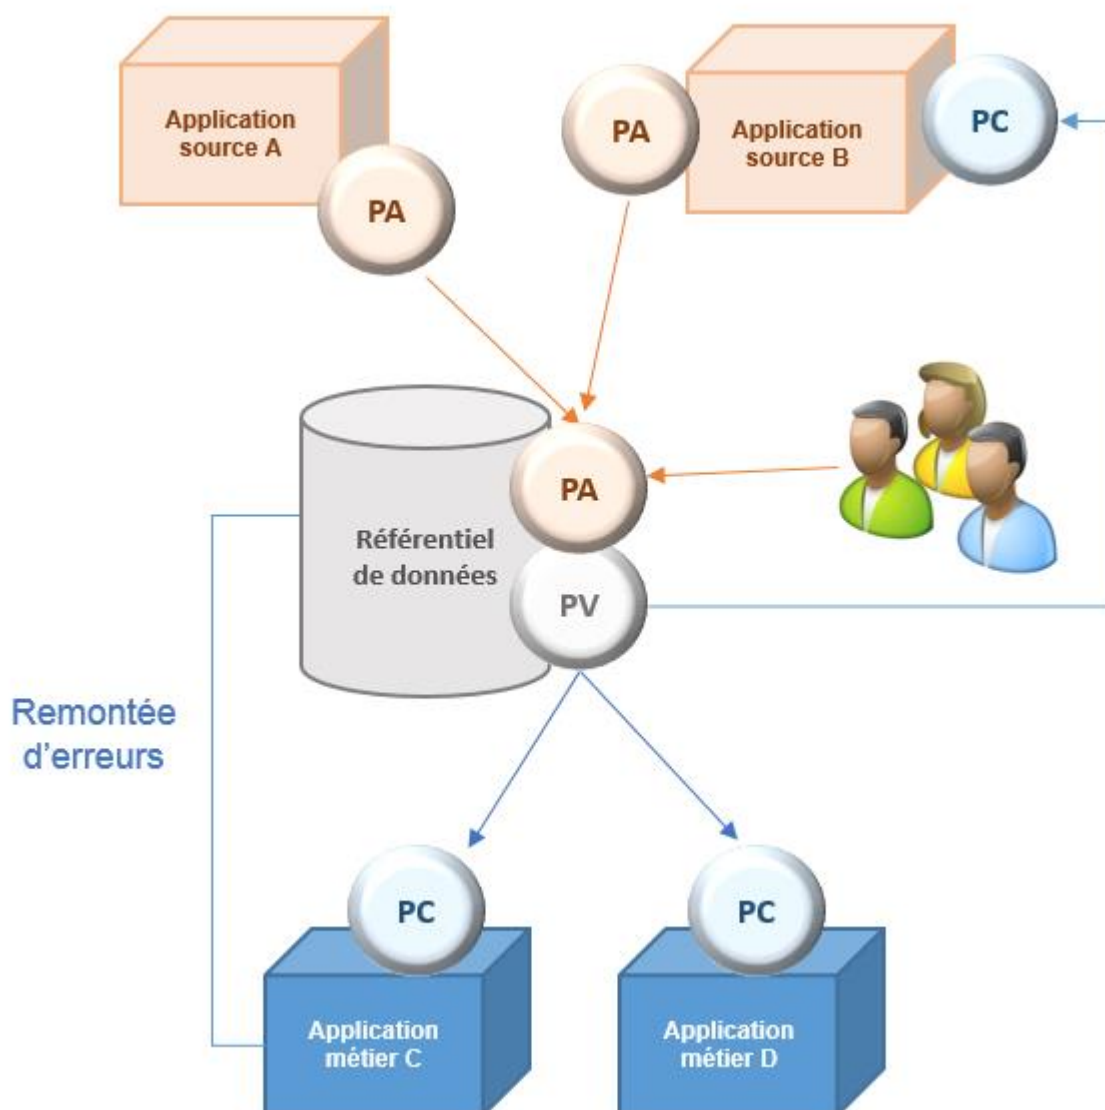 Application
source A
PA
PA
Application
source B
PC
PA
Référentiel
de données
PV
Remontée
d'erreurs
PC
PC
Application
métier C
Application
métier D